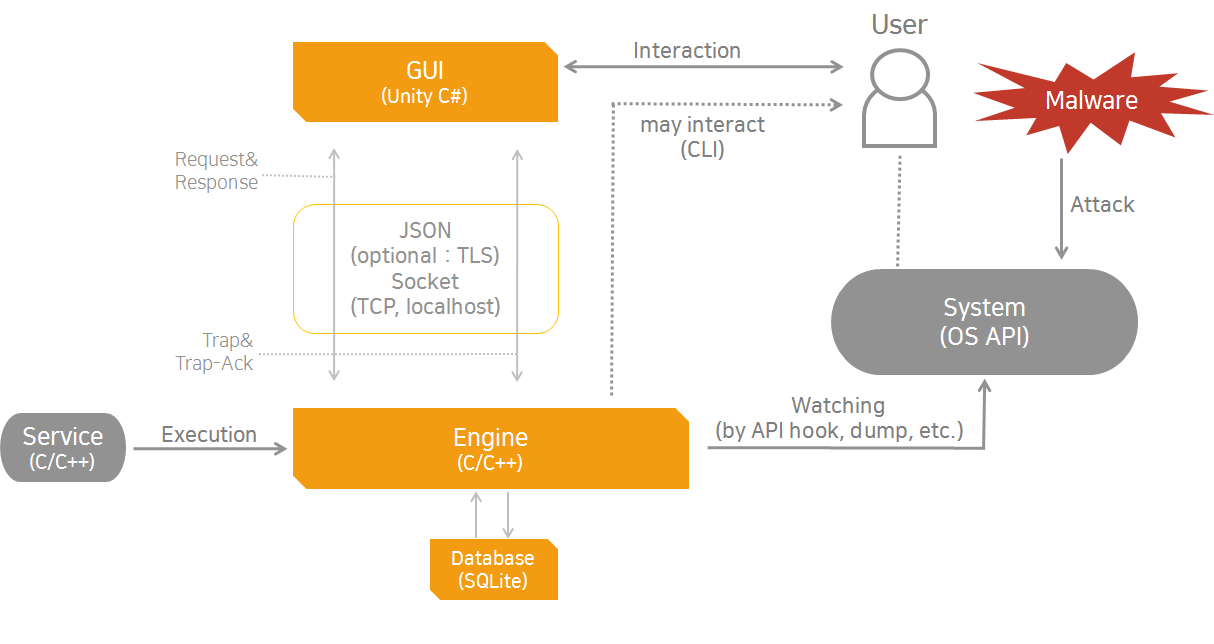 User
GUI
(Unity C#)
Interaction
Malware
may interact
(CLI)
Request&
Response
Attack
JSON
(optional : TLS)
Socket
(TCP, localhost)
System
(OS API)
Trap&
Trap-Ack
Service
(C/C++)
Execution
Engine
(C/C++)
Watching
(by API hook, dump, etc.)
Database
(SQLite)